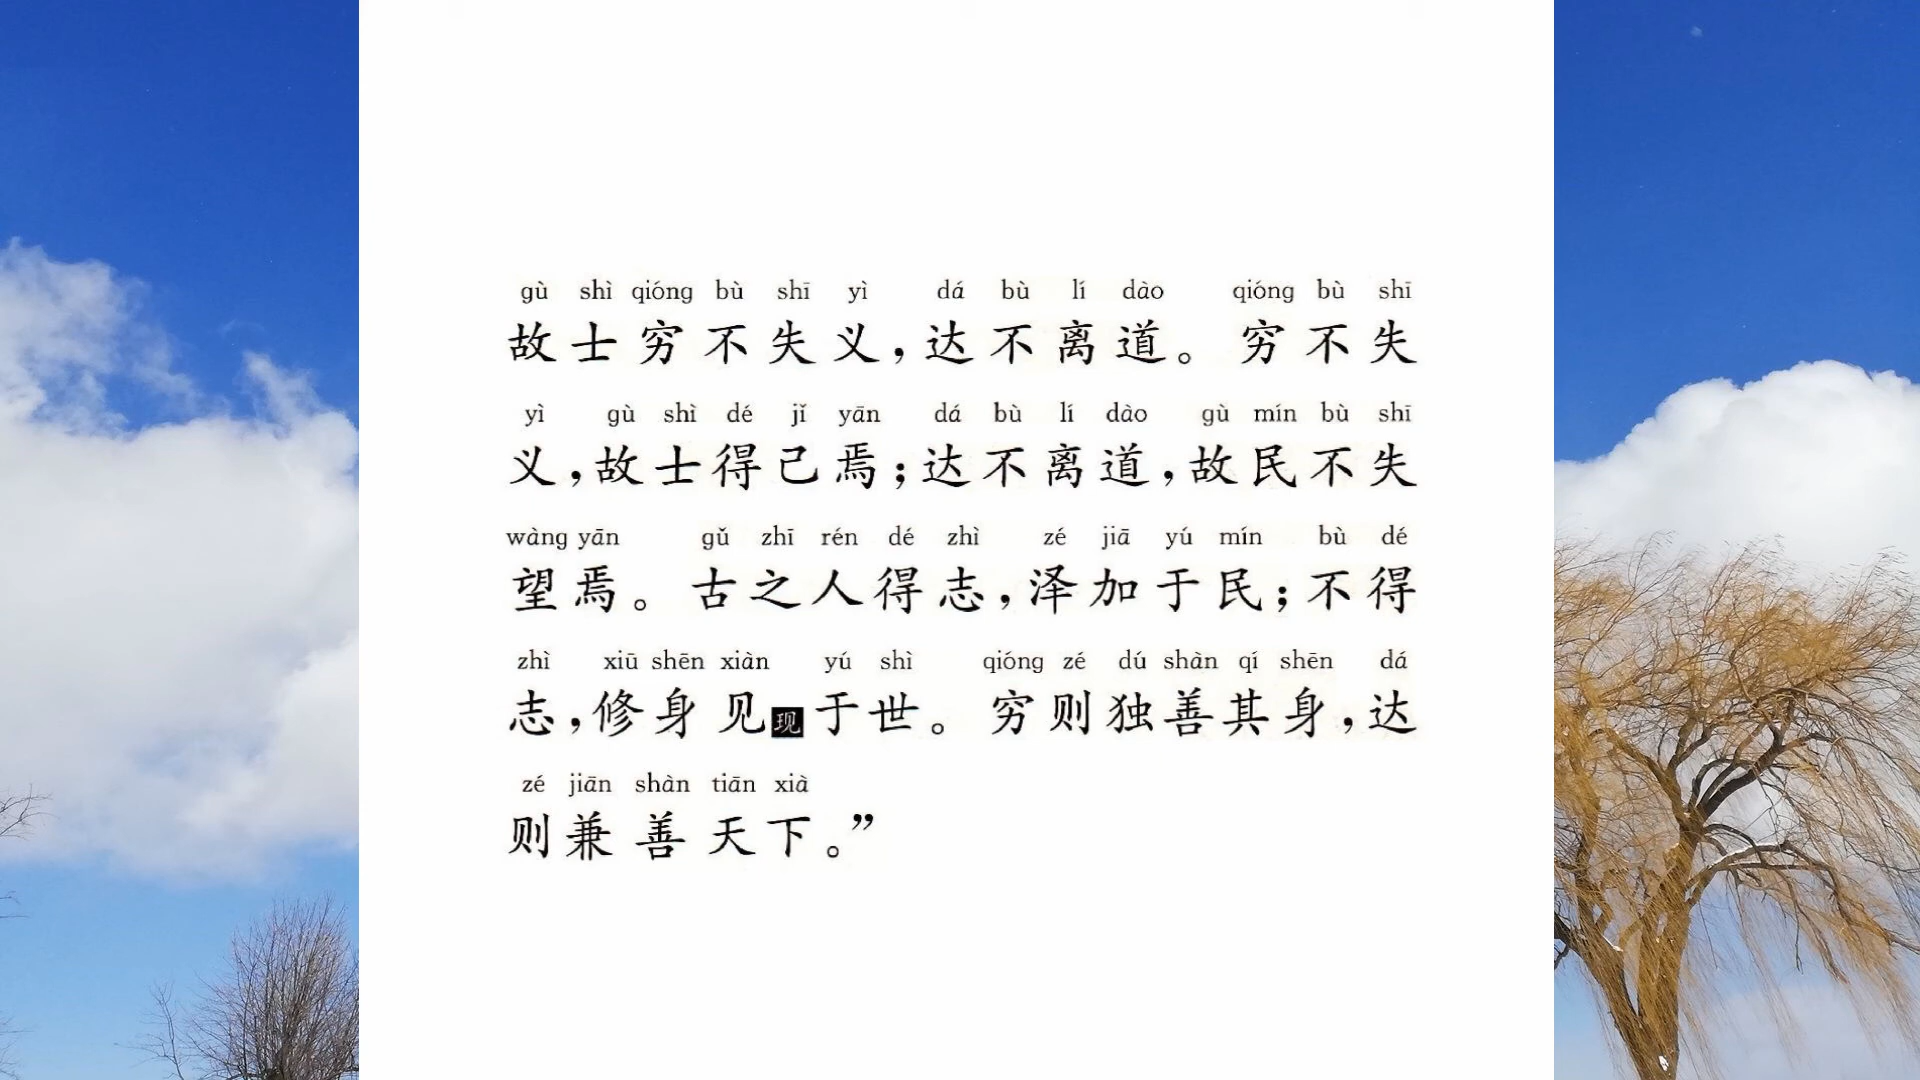 gù shì qióng bù shī yì dá bù lí dào qióng bù shī
故士穷不失义，达不离道。穷不失
yì gù shì dé jǐ yān dá bù lí dào gù mín bù shī
义，故士得己焉；达不离道，故民不失
wàng yān gǔ zhī rén dé zhì zé jiā yú mín bù dé
望焉。古之人得志，泽加于民；不得
zhì xiū shēn xiàn yú shì qióng zé dú shàn qí shēn dá
志，修身见现于世。穷则独善其身，达
zé jiān shàn tiān xià
则兼善天下。”